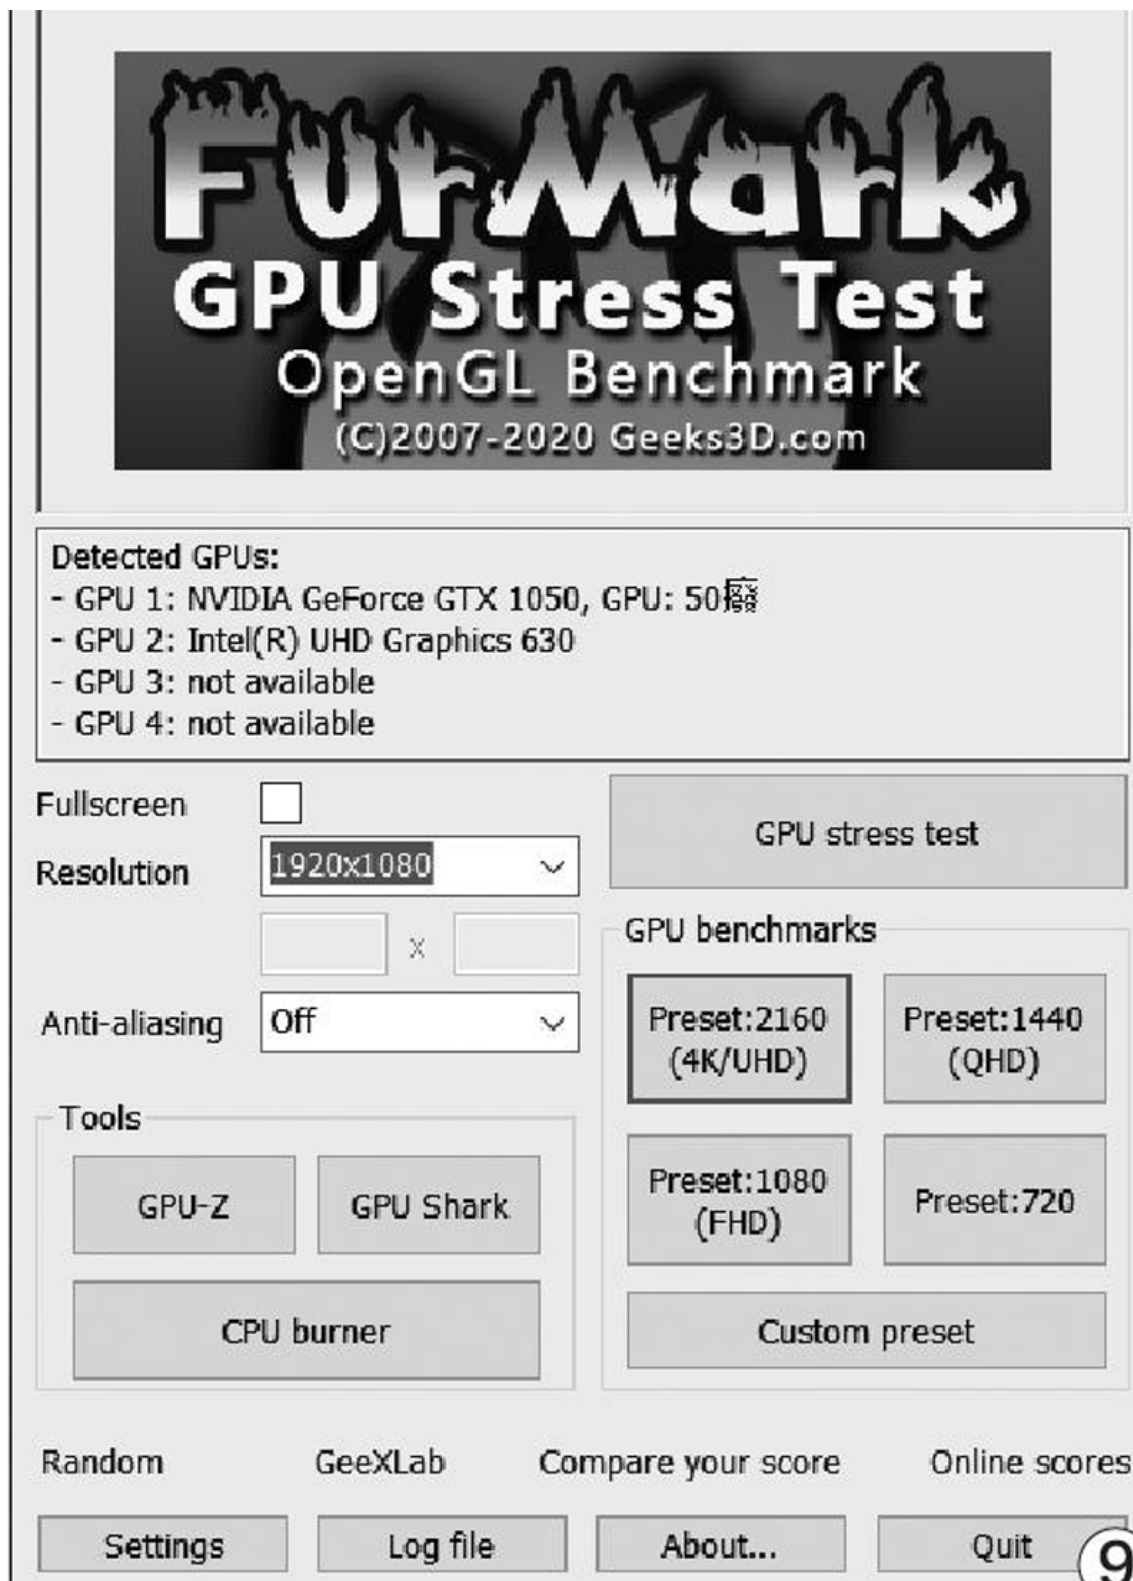 FurMark
GPU Stress Test
OpenGL Benchmark
(C)2007-2020 Geeks3D.com
Detected GPUs:
- GPU 1: NVIDIA GeForce GTX 1050, GPU: 50
- GPU 2: Intel(R) UHD Graphics 630
- GPU 3: not available
- GPU 4: not available
Fullscreen
GPU stress test
Resolution
1920x1080
x
Anti-aliasing
Off
GPU benchmarks
Preset:2160
(4K/UHD)
Preset:1440
(QHD)
Preset:1080
(FHD)
Preset:720
Custom preset
Tools
GPU-Z
GPU Shark
CPU burner
Random
GeeXLab
Compare your score
Online scores
Settings
Log file
About...
Quit
9